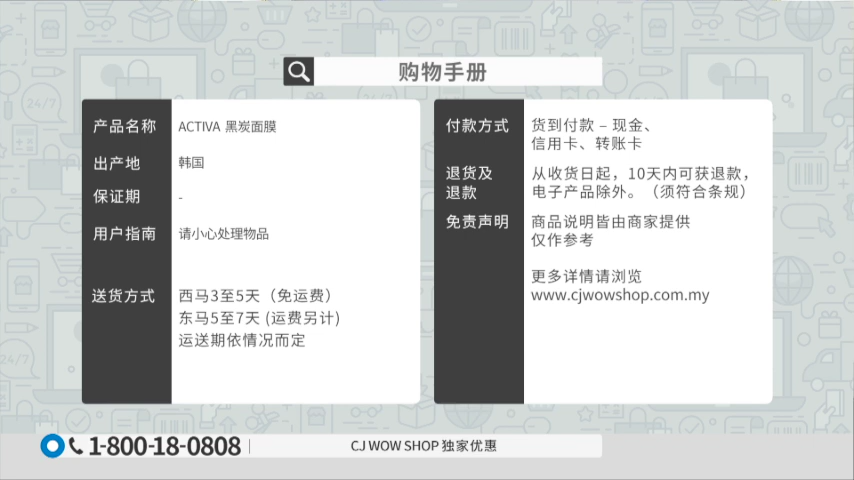 购物手册
产品名称 ACTIVA 黑炭面膜
出产地 韩国
保证期 -
用户指南 请小心处理物品
送货方式 西马3至5天（免运费）
东马5至7天 (运费另计)
运送期依情况而定
付款方式 货到付款 – 现金、
信用卡、转账卡
退货及 从收货日起，10天内可获退款，
退款 电子产品除外。（须符合条规）
免责声明 商品说明皆由商家提供
仅作参考
更多详情请浏览
www.cjwowshop.com.my
1-800-18-0808 CJ WOW SHOP 独家优惠
24/7
24/7